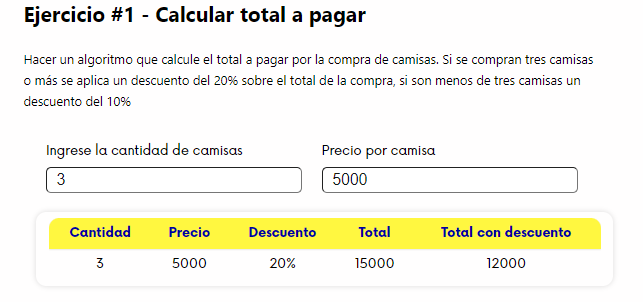 Ejercicio #1 - Calcular total a pagar
Hacer un algoritmo que calcule el total a pagar por la compra de camisas. Si se compran tres camisas
o más se aplica un descuento del 20% sobre el total de la compra, si son menos de tres camisas un
descuento del 10%
Ingrese la cantidad de camisas Precio por camisa
3 5000
Cantidad Precio Descuento Total Total con descuento
3 5000 20% 15000 12000